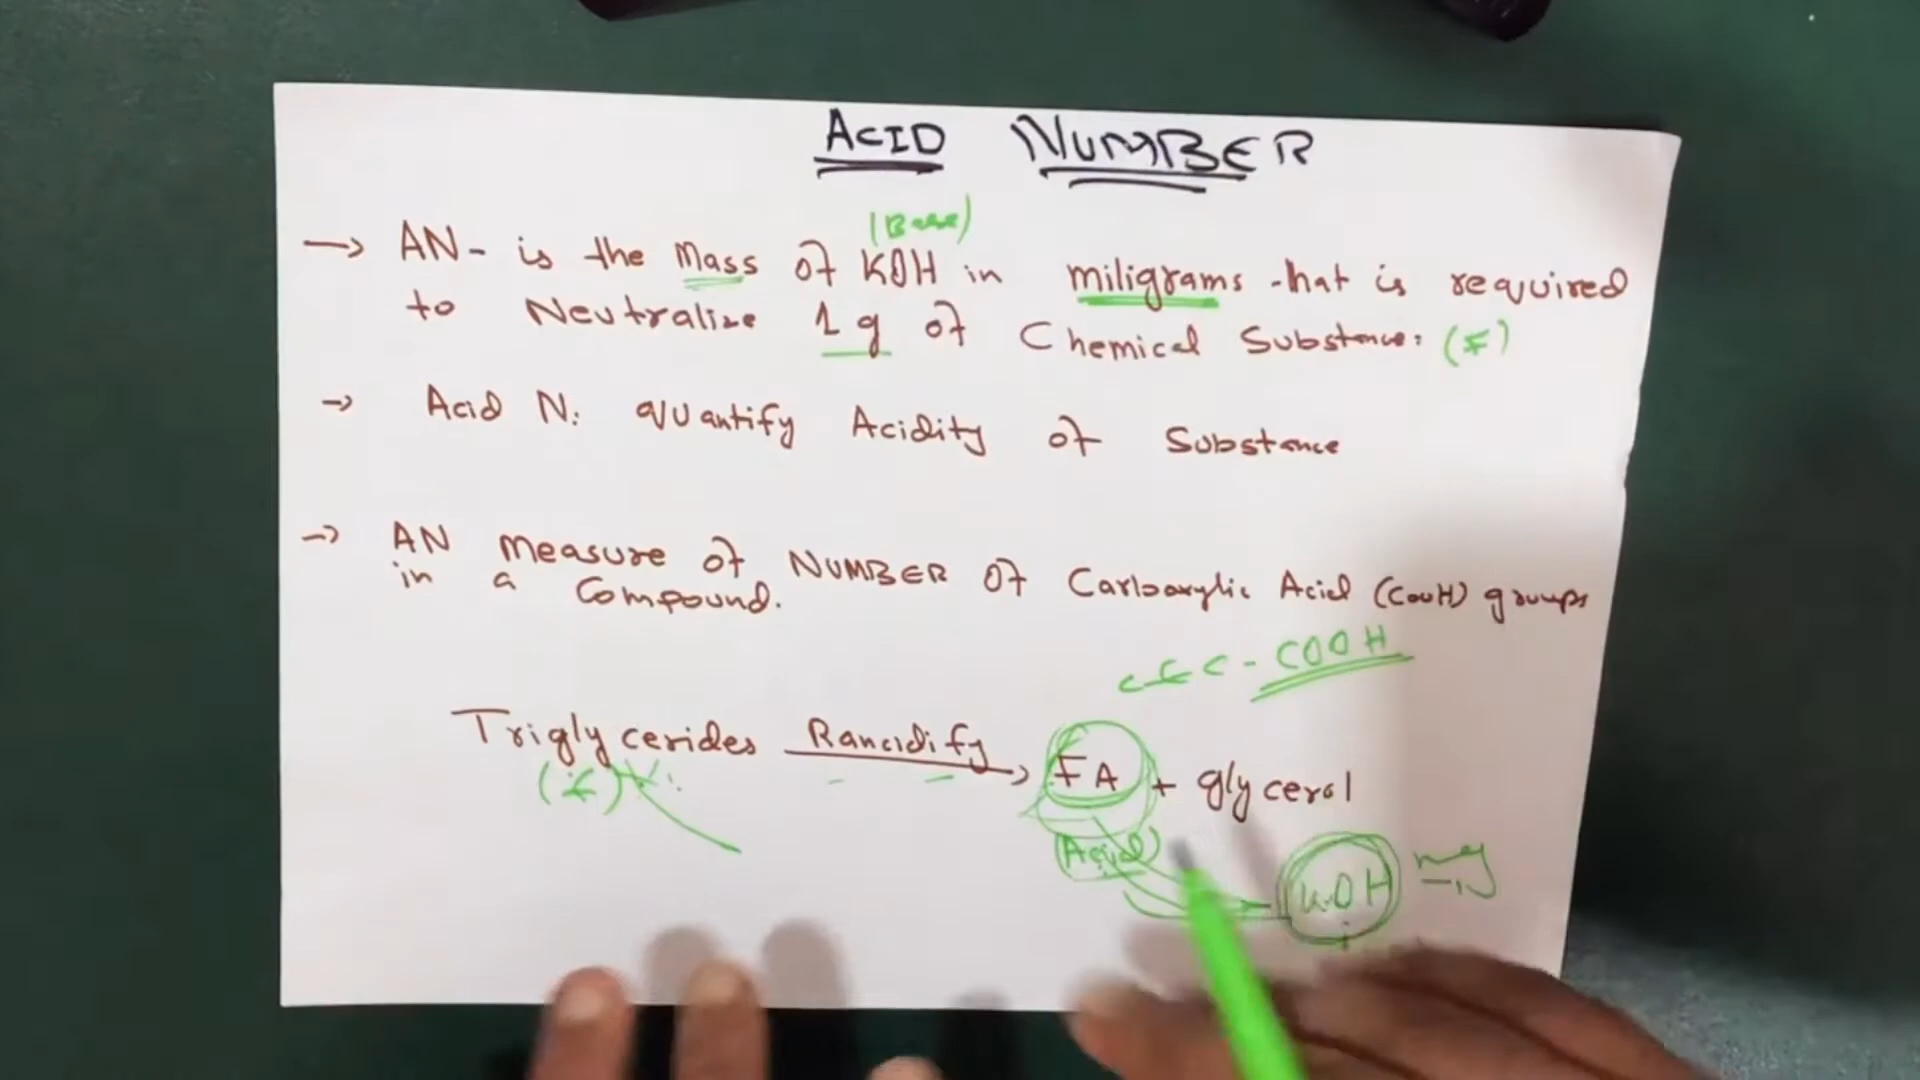 ACID NUMBER
(Base)
→ AN- is the Mass of KOH in miligrams that is required
to Neutralize 1g of Chemical Substance. (F)
→ Acid N: quantify Acidity of Substance
→ AN measure of NUMBER of Carboxylic Acid (COOH) groups
in a Compound.
C-C-C-COOH
Triglycerides Rancidify → FA + glycerol
(Acid)
KOH mg